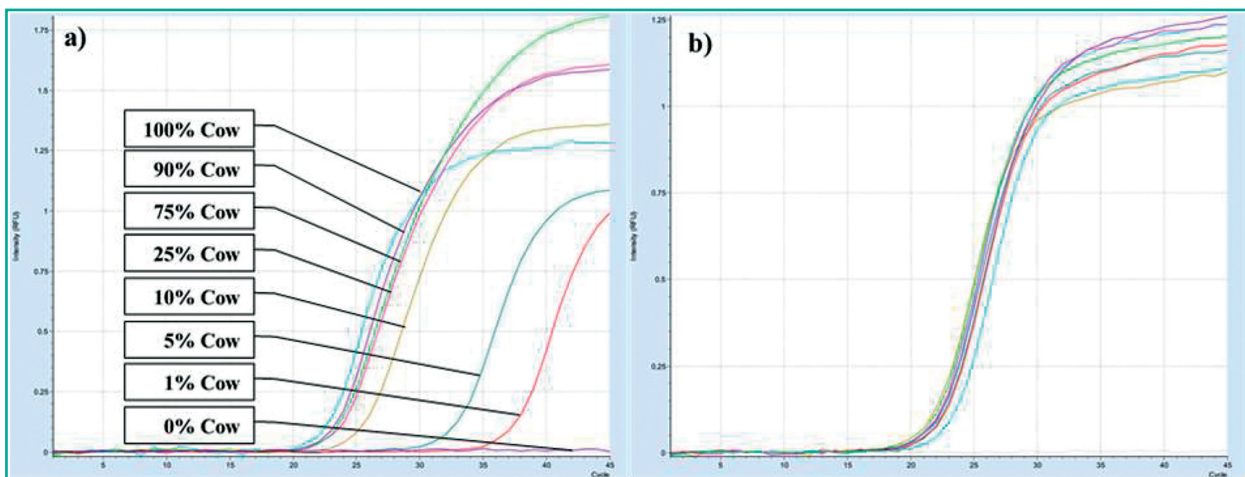 a)
Intensity (RFU)
1.75
1.5
1.25
1
0.75
0.5
0.25
0
100% Cow
90% Cow
75% Cow
25% Cow
10% Cow
5% Cow
1% Cow
0% Cow
5
10
15
20
25
30
35
40
45
Cycle
b)
Intensity (RFU)
1.25
1
0.75
0.5
0.25
0
5
10
15
20
25
30
35
40
45
Cycle